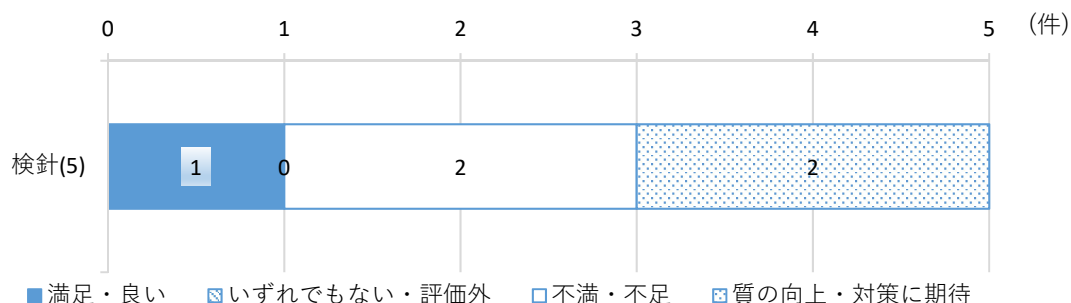 0 1 2 3 4 5 (件)
検針(5) 1 0 2 2
満足・良い いずれでもない・評価外 不満・不足 質の向上・対策に期待